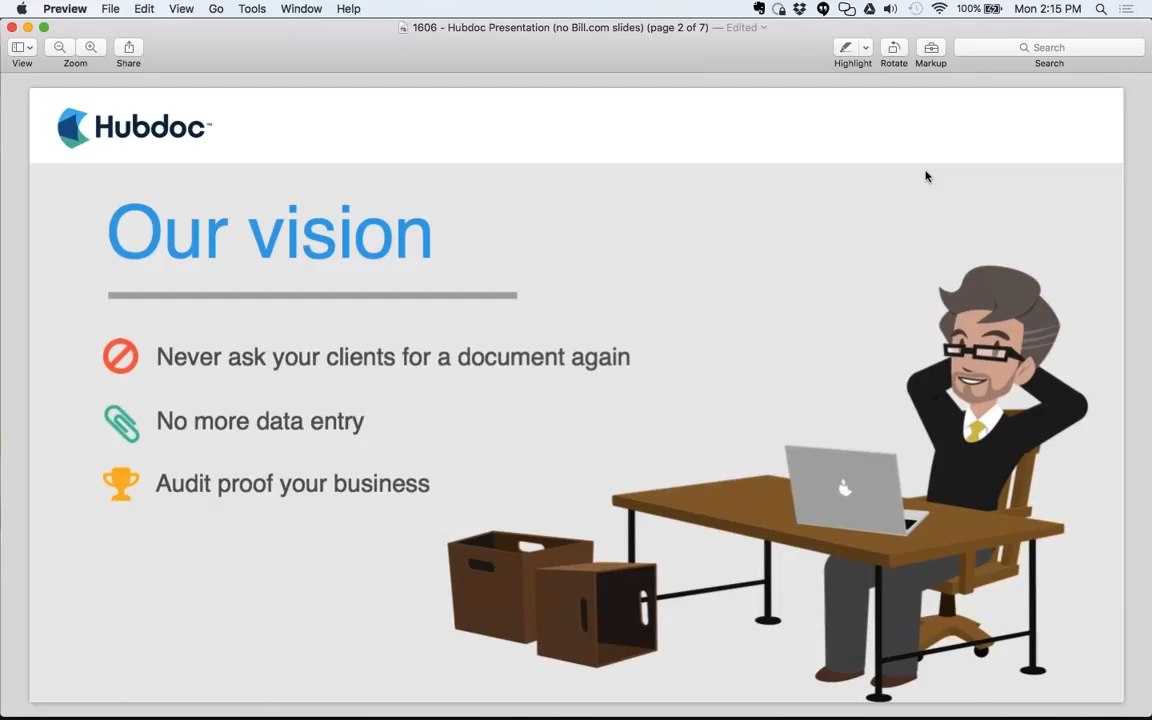 Preview File Edit View Go Tools Window Help 100% Mon 2:15 PM
1606 - Hubdoc Presentation (no Bill.com slides) (page 2 of 7) — Edited
Search
View Zoom Share Highlight Rotate Markup Search
Hubdoc™
Our vision
Never ask your clients for a document again
No more data entry
Audit proof your business